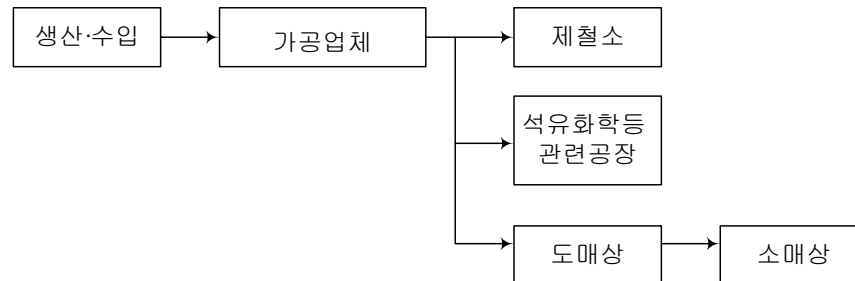 생산·수입
가공업체
제철소
석유화학등
관련공장
도매상
소매상